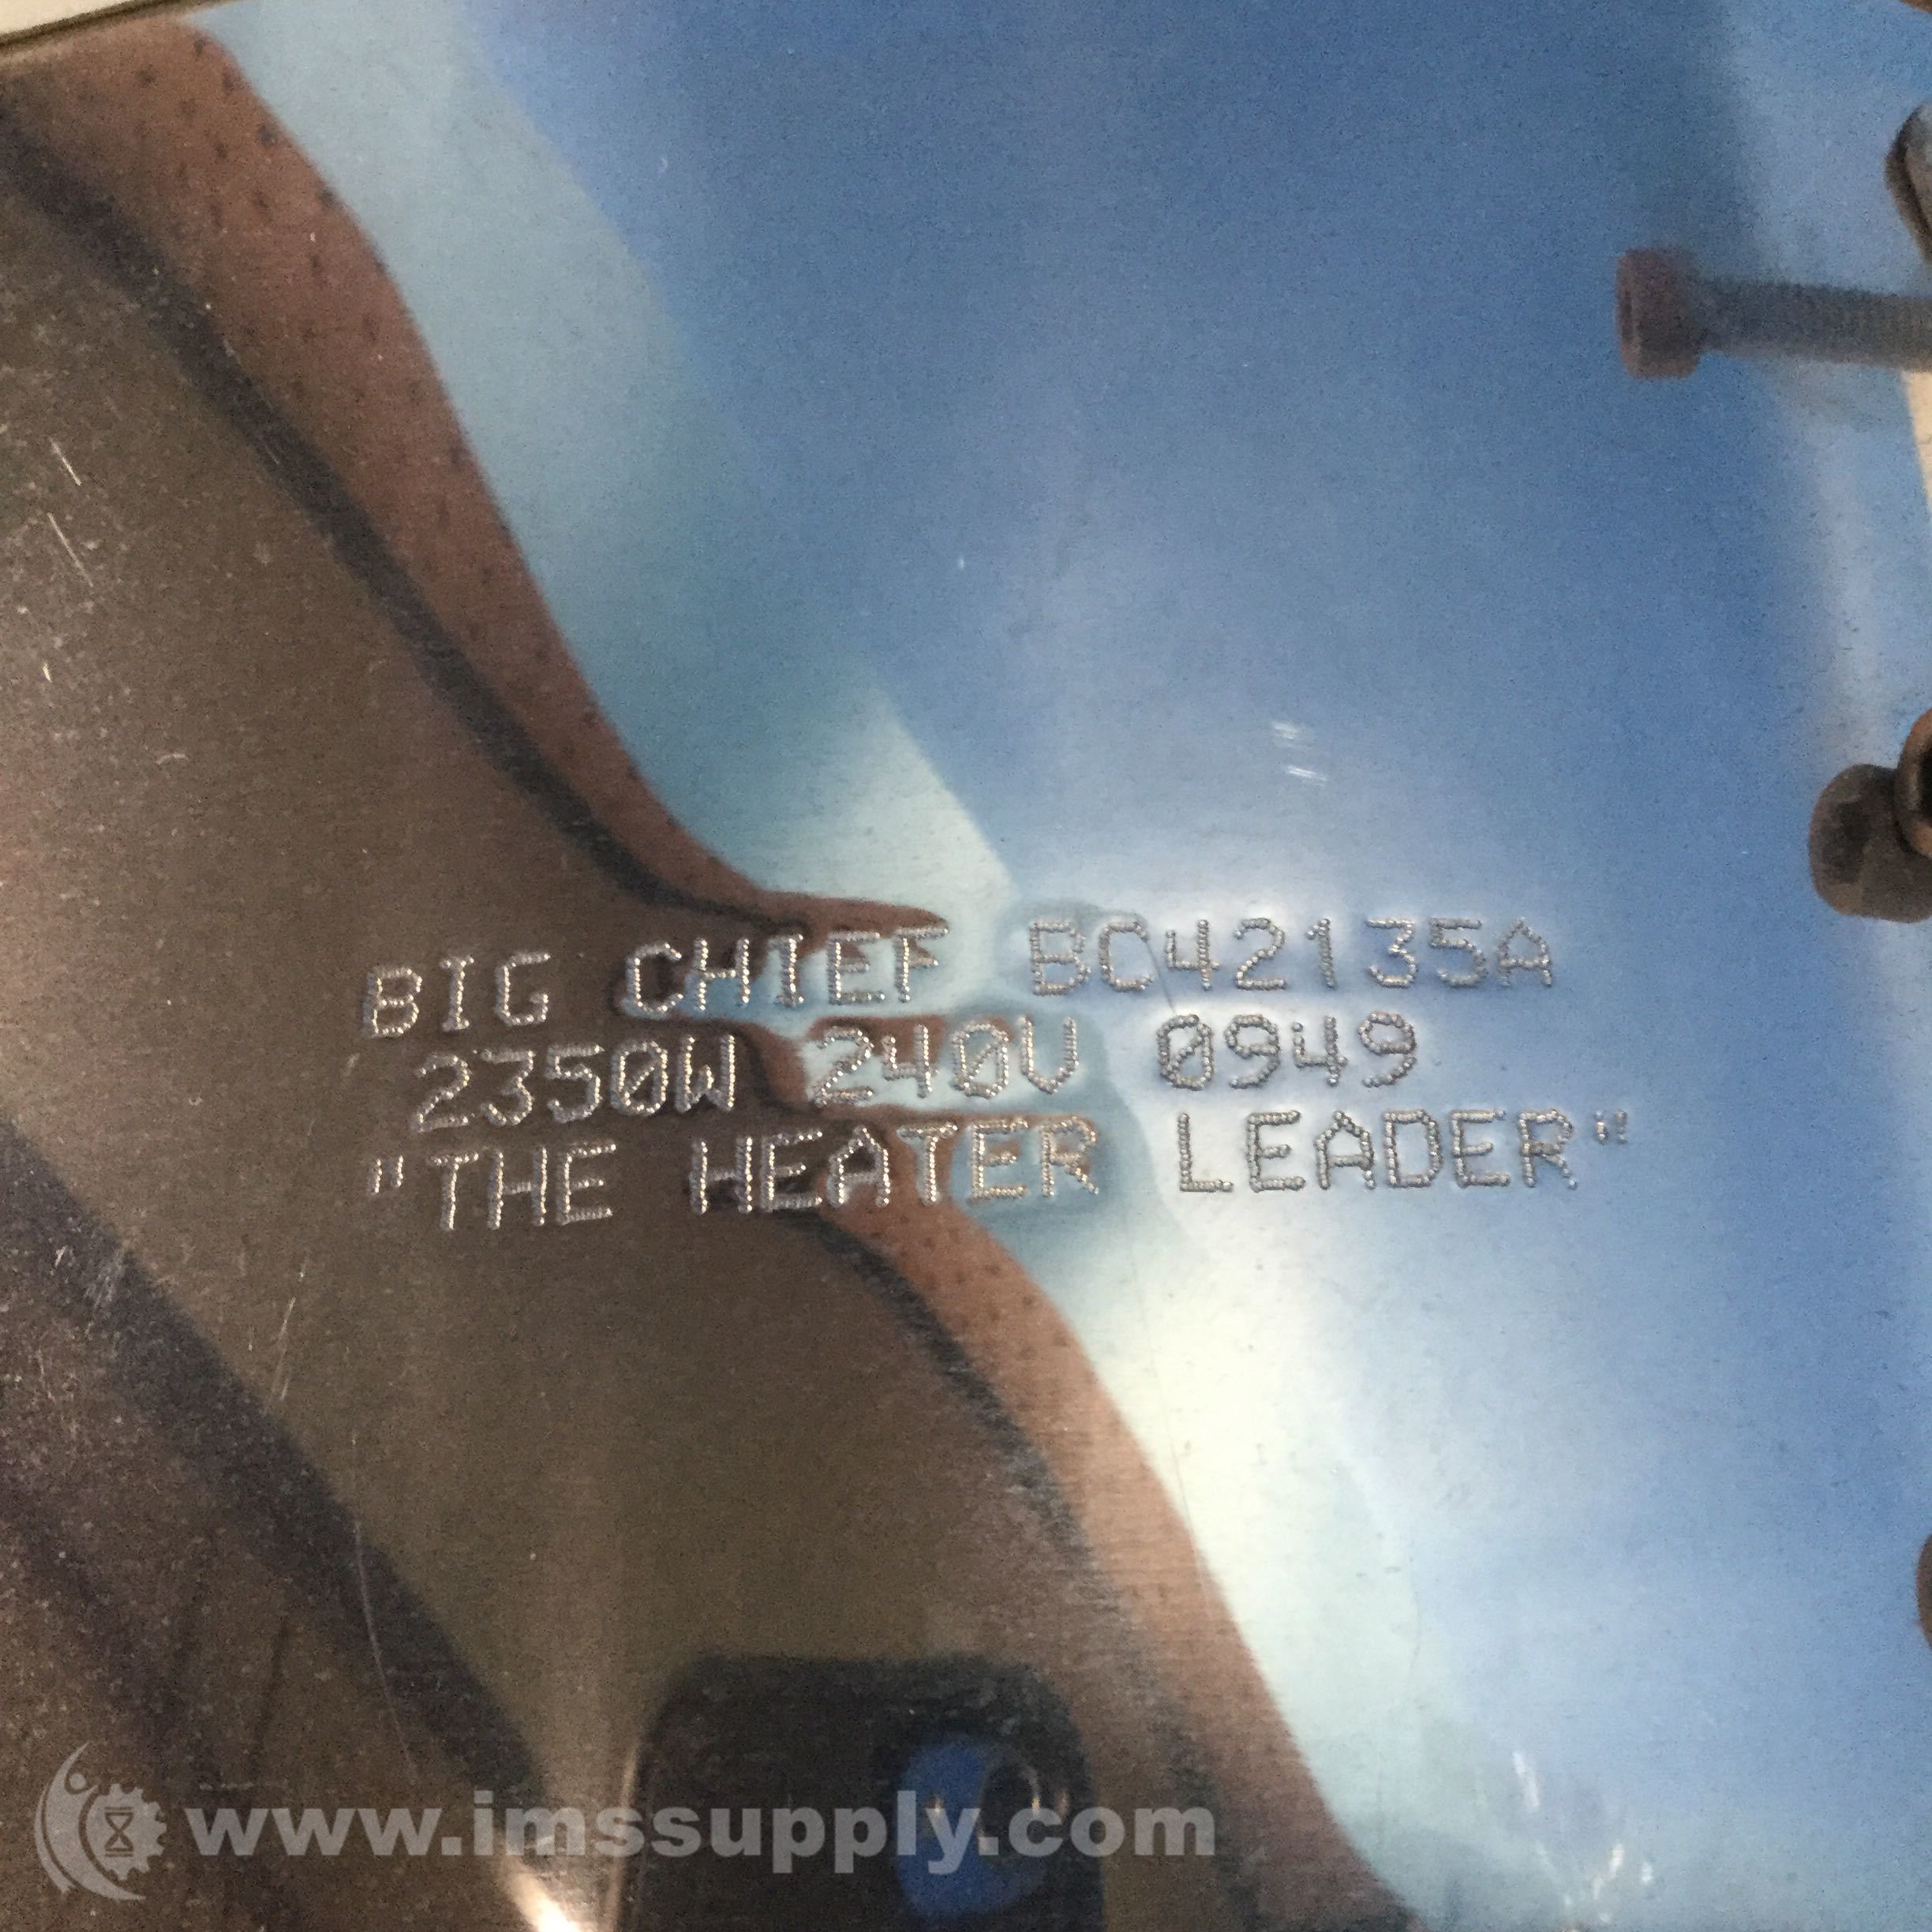 BIG CHIEF BC42135A
2350W 240V 0949
"THE HEATER LEADER"
www.imssupply.com